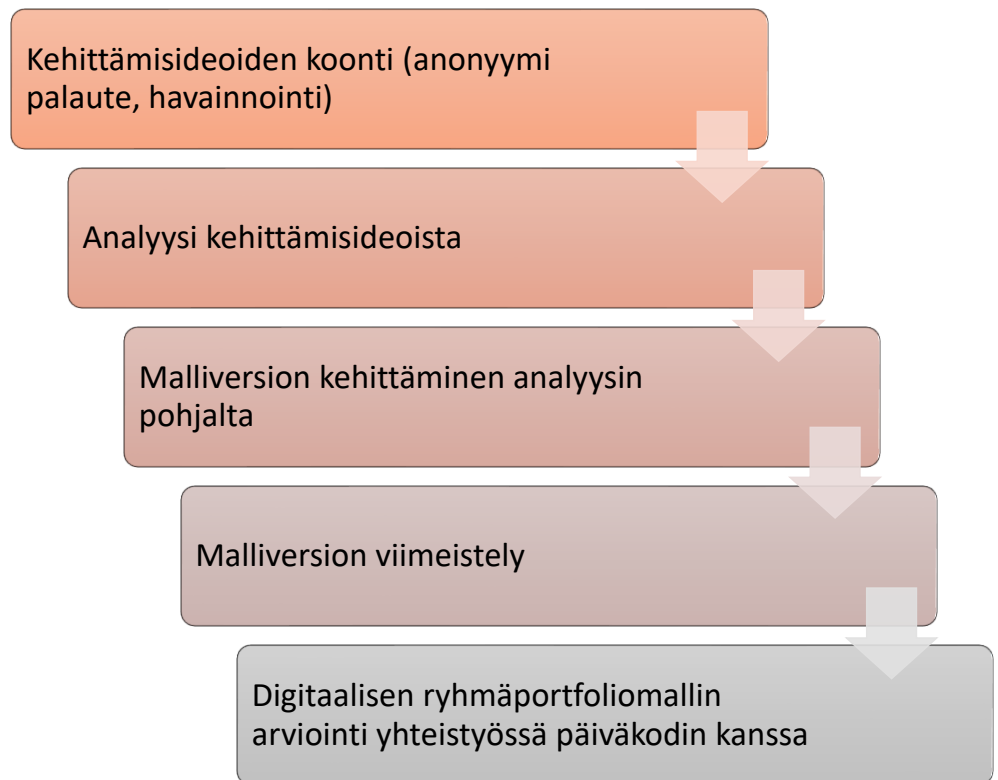 Kehittämisideoiden koonti (anonyymi
palaute, havainnointi)
Analyysi kehittämisideoista
Malliversion kehittäminen analyysin
pohjalta
Malliversion viimeistely
Digitaalisen ryhmäportfoliomallin
arviointi yhteistyössä päiväkodin kanssa